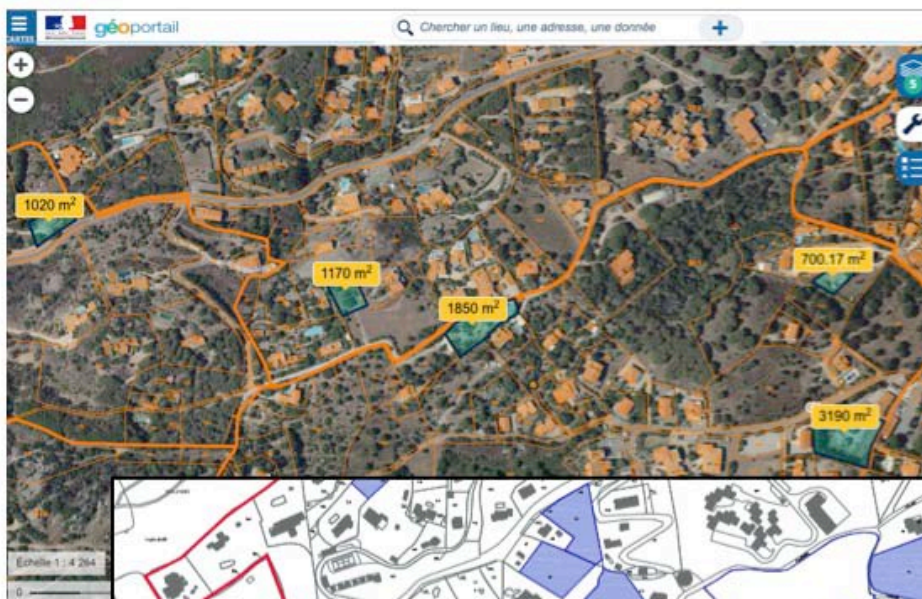 CARTES
géoportail
Chercher un lieu, une adresse, une donnée
1020 m²
1170 m²
1850 m²
700.17 m²
3190 m²
5
Échelle 1 : 4 264
0